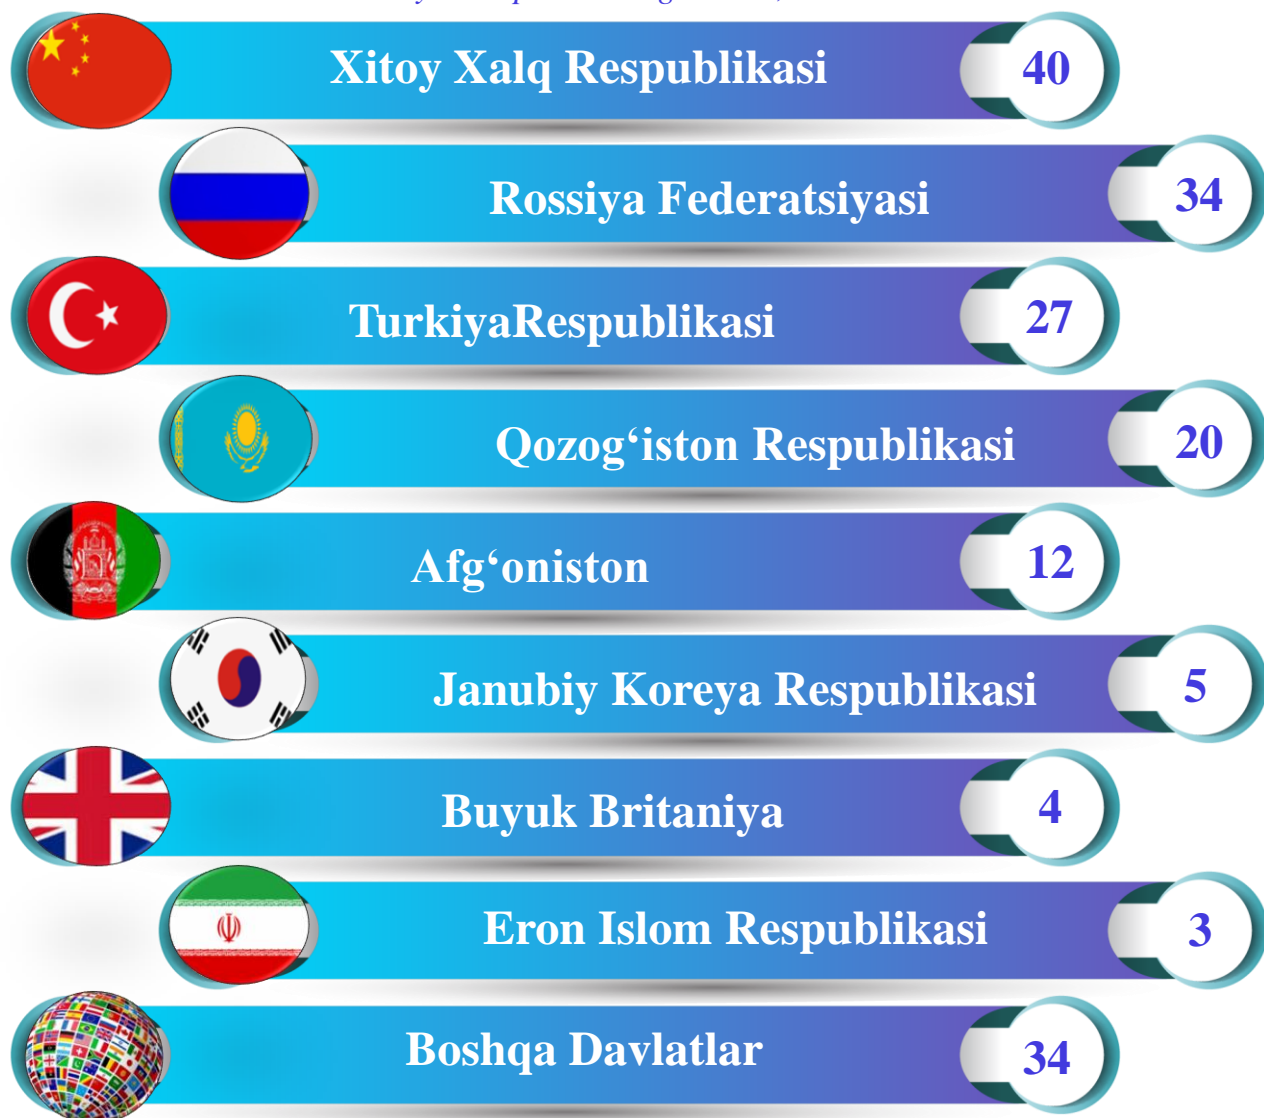 Xitoy Xalq Respublikasi 40
Rossiya Federatsiyasi 34
TurkiyaRespublikasi 27
Qozog‘iston Respublikasi 20
Afg‘oniston 12
Janubiy Koreya Respublikasi 5
Buyuk Britaniya 4
Eron Islom Respublikasi 3
Boshqa Davlatlar 34